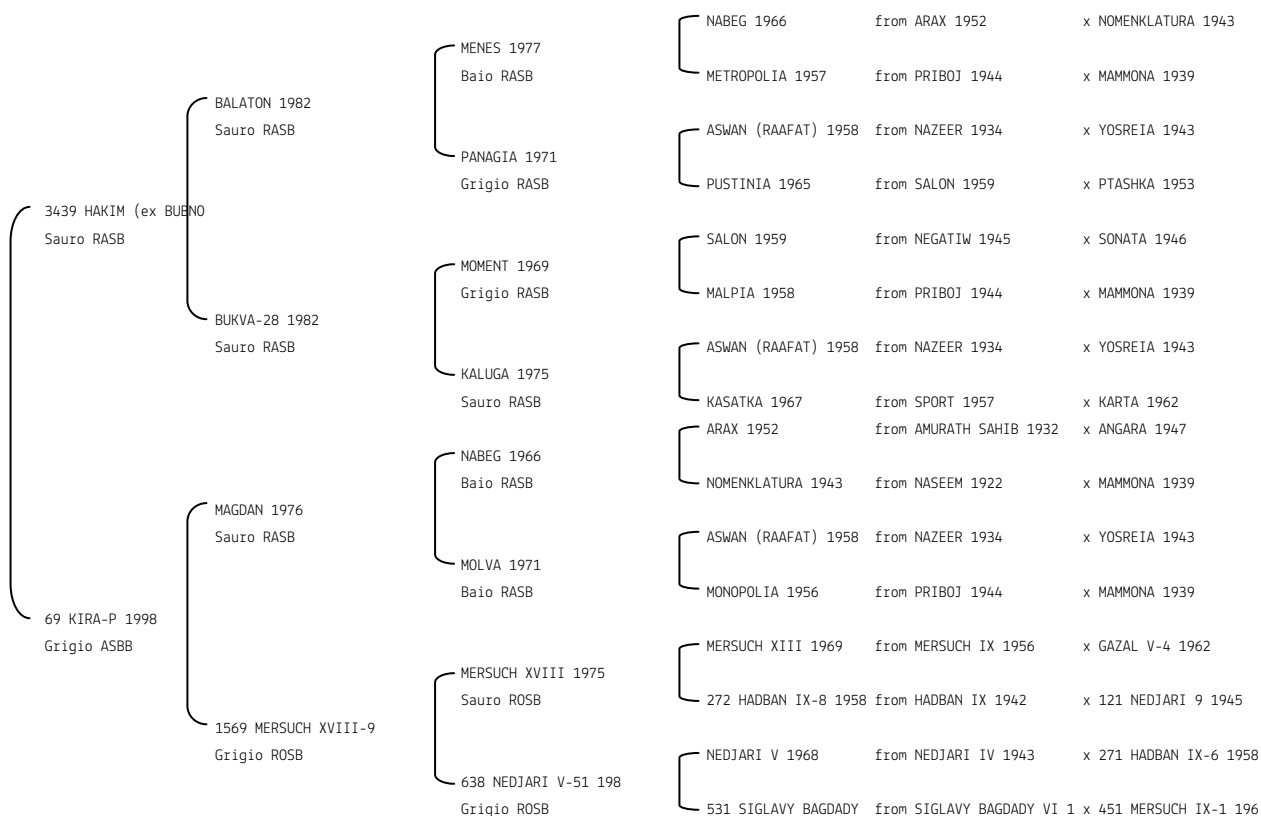 NABEG 1966 from ARAX 1952 x NOMENKLATURA 1943
MENES 1977
Baio RASB METROPOLIA 1957 from PRIBOJ 1944 x MAMMONA 1939
BALATON 1982
Sauro RASB ASWAN (RAAFAT) 1958 from NAZEER 1934 x YOSREIA 1943
PANAGIA 1971
Grigio RASB PUSTINIA 1965 from SALON 1959 x PTASHKA 1953
3439 HAKIM (ex BUBNO
Sauro RASB SALON 1959 from NEGATIW 1945 x SONATA 1946
MOMENT 1969
Grigio RASB MALPIA 1958 from PRIBOJ 1944 x MAMMONA 1939
BUKVA-28 1982
Sauro RASB ASWAN (RAAFAT) 1958 from NAZEER 1934 x YOSREIA 1943
KALUGA 1975
Sauro RASB KASATKA 1967 from SPORT 1957 x KARTA 1962
ARAX 1952 from AMURATH SAHIB 1932 x ANGARA 1947
NABEG 1966
Baio RASB NOMENKLATURA 1943 from NASEEM 1922 x MAMMONA 1939
MAGDAN 1976
Sauro RASB ASWAN (RAAFAT) 1958 from NAZEER 1934 x YOSREIA 1943
MOLVA 1971
Baio RASB MONOPOLIA 1956 from PRIBOJ 1944 x MAMMONA 1939
69 KIRA-P 1998
Grigio ASBB MERSUCH XIII 1969 from MERSUCH IX 1956 x GAZAL V-4 1962
MERSUCH XVIII 1975
Sauro ROSB 272 HADBAN IX-8 1958 from HADBAN IX 1942 x 121 NEDJARI 9 1945
1569 MERSUCH XVIII-9
Grigio ROSB NEDJARI V 1968 from NEDJARI IV 1943 x 271 HADBAN IX-6 1958
638 NEDJARI V-51 198
Grigio ROSB 531 SIGLAVY BAGDADY from SIGLAVY BAGDADY VI 1 x 451 MERSUCH IX-1 196